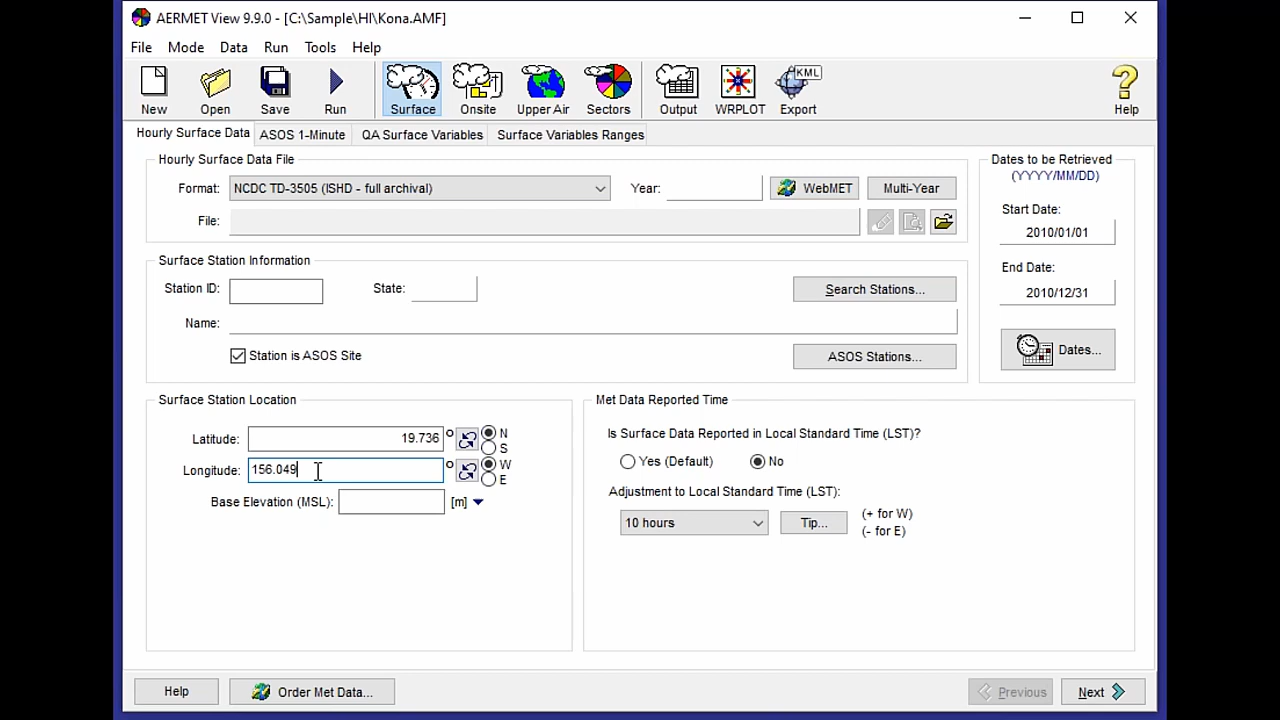 AERMET View 9.9.0 - [C:\Sample\HI\Kona.AMF]
File Mode Data Run Tools Help
New Open Save Run Surface Onsite Upper Air Sectors Output WRPLOT KML Export Help
Hourly Surface Data ASOS 1-Minute QA Surface Variables Surface Variables Ranges
Hourly Surface Data File
Format: NCDC TD-3505 (ISHD - full archival) Year: WebMET Multi-Year
File:
Dates to be Retrieved
(YYYY/MM/DD)
Start Date:
2010/01/01
End Date:
2010/12/31
Dates...
Surface Station Information
Station ID: State: Search Stations...
Name:
Station is ASOS Site ASOS Stations...
Surface Station Location
Latitude: 19.736 ° N
S
Longitude: 156.049 ° W
E
Base Elevation (MSL): [m]
Met Data Reported Time
Is Surface Data Reported in Local Standard Time (LST)?
Yes (Default) No
Adjustment to Local Standard Time (LST):
10 hours Tip... (+ for W)
(- for E)
Help Order Met Data... Previous Next